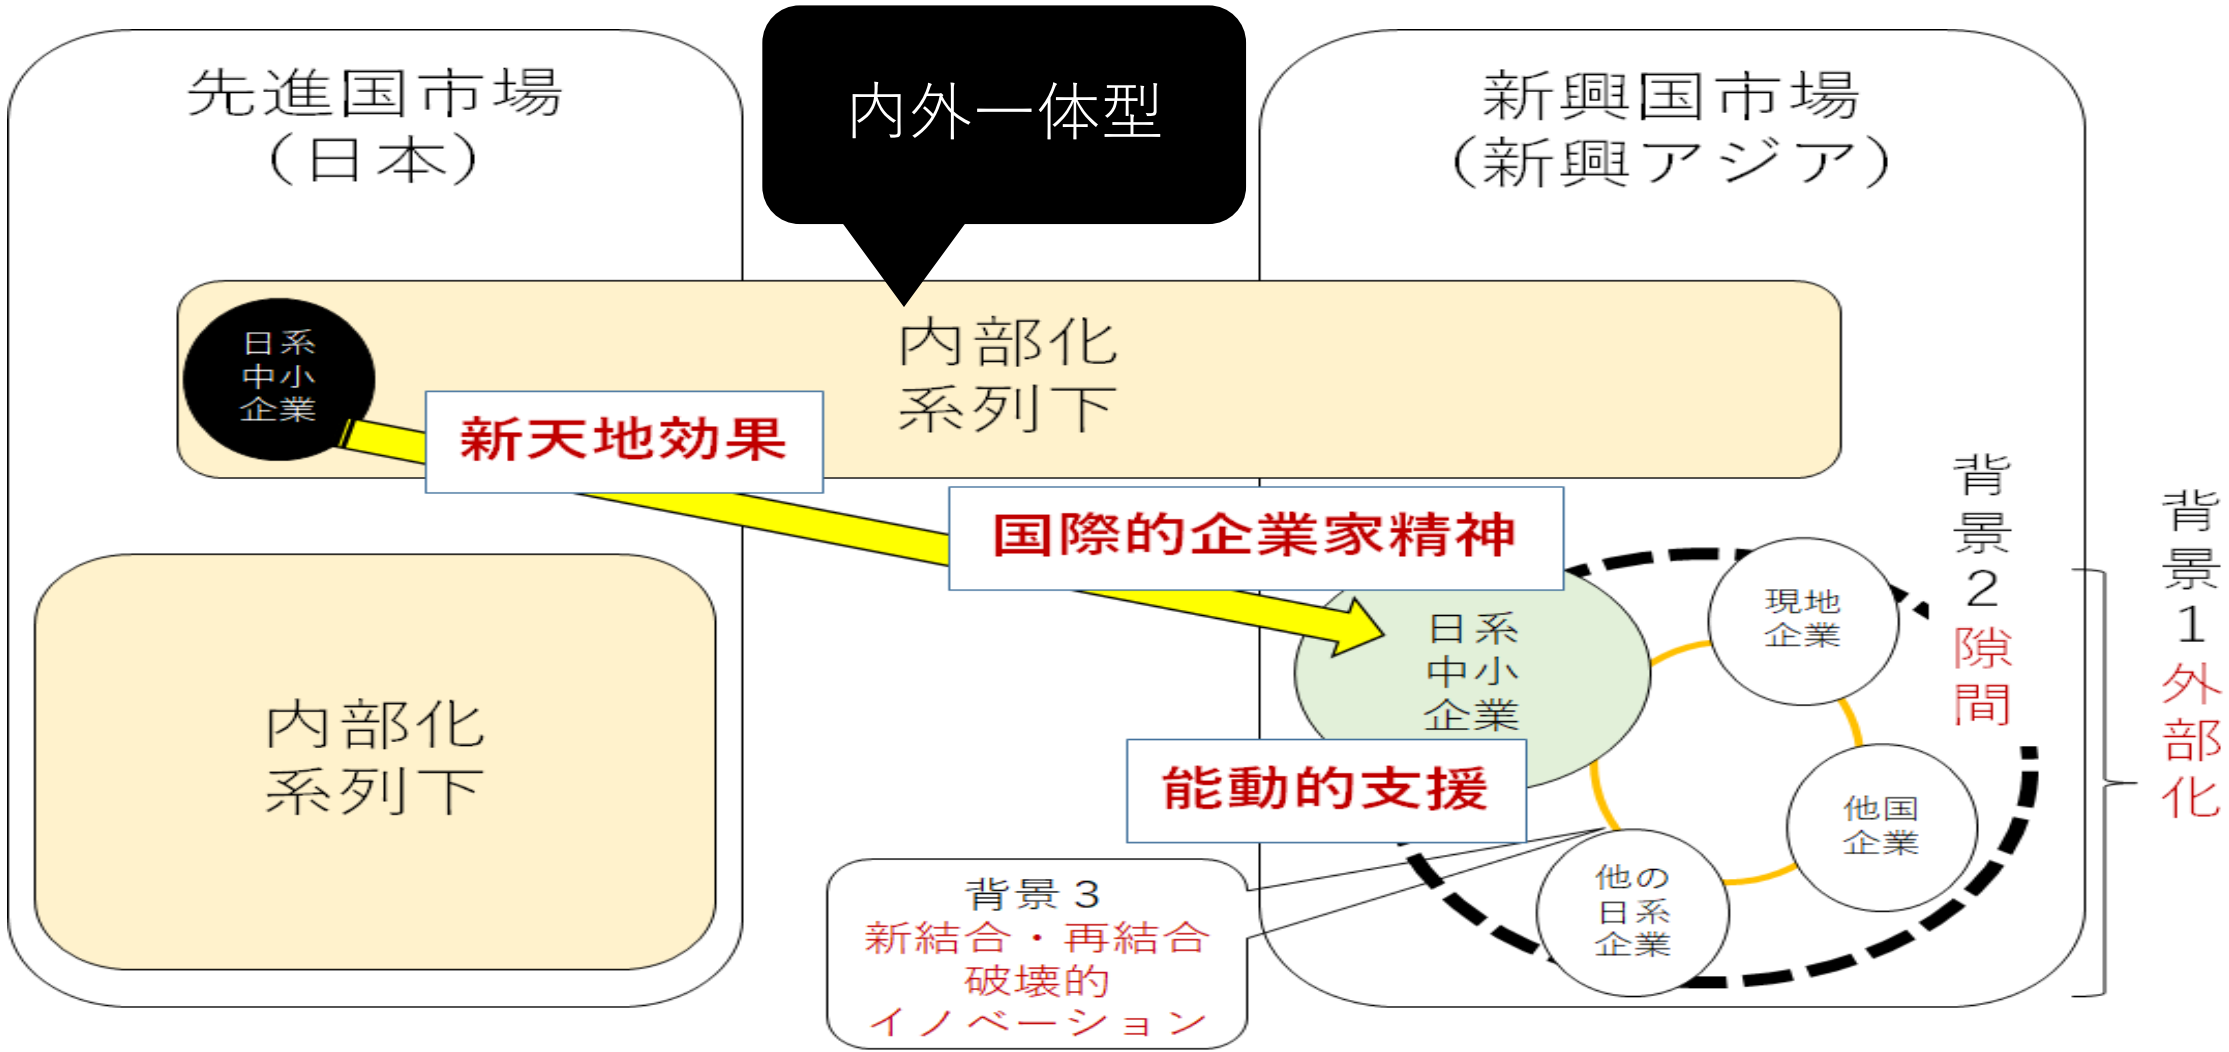 先進国市場
（日本）
内外一体型
新興国市場
（新興アジア）
日系
中小
企業
内部化
系列下
新天地効果
国際的企業家精神
背景２隙間
背景１外部化
現地
企業
日系
中小
企業
内部化
系列下
能動的支援
他国
企業
他の
日系
企業
背景３
新結合・再結合
破壊的
イノベーション